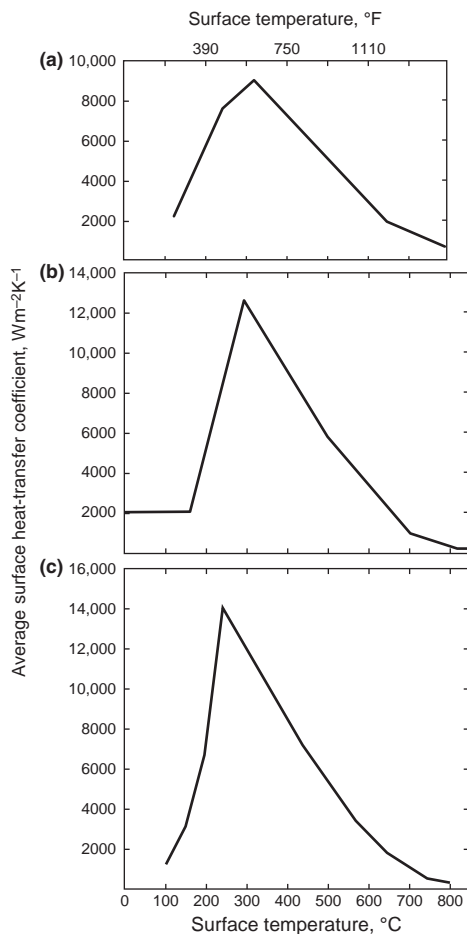 Surface temperature, °F
390 750 1110
(a) 10,000
8000
6000
4000
2000
(b) 14,000
12,000
10,000
8000
6000
4000
2000
(c) 16,000
14,000
12,000
10,000
8000
6000
4000
2000
0 100 200 300 400 500 600 700 800
Surface temperature, °C
Average surface heat-transfer coefficient, Wm−2K−1